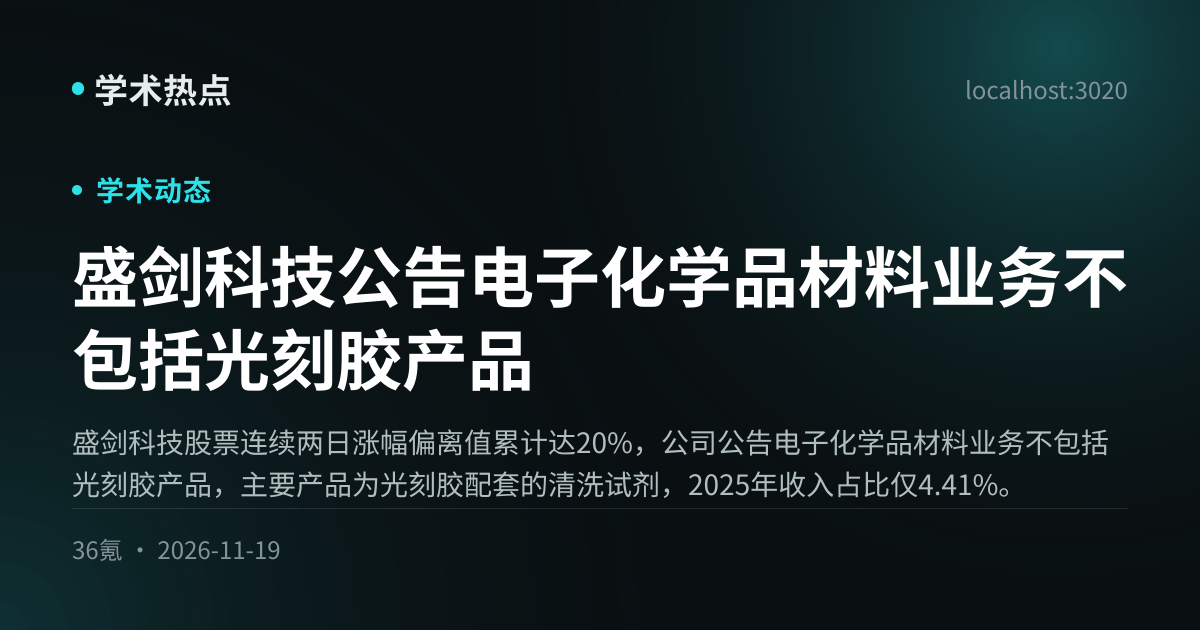 学术热点
localhost:3020
学术动态
盛剑科技公告电子化学品材料业务不
包括光刻胶产品
盛剑科技股票连续两日涨幅偏离值累计达20%，公司公告电子化学品材料业务不包括
光刻胶产品，主要产品为光刻胶配套的清洗试剂，2025年收入占比仅4.41%。
36氪 · 2026-11-19